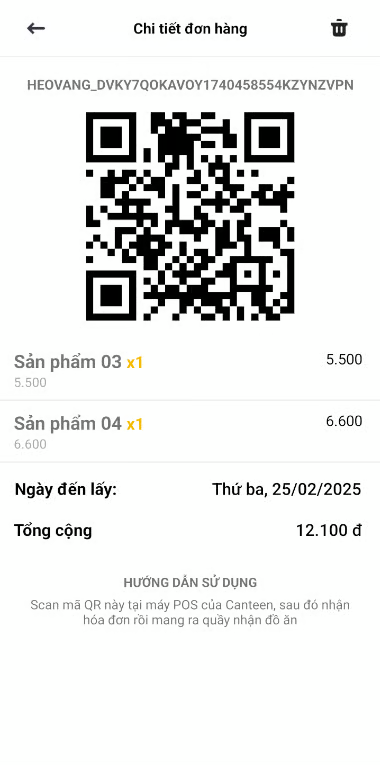 Chi tiết đơn hàng
HEOVANG_DVKY7QOKAVOY1740458554KZYNZVPN
Sản phẩm 03 x1 5.500
5.500
Sản phẩm 04 x1 6.600
6.600
Ngày đến lấy: Thứ ba, 25/02/2025
Tổng cộng 12.100 đ
HƯỚNG DẪN SỬ DỤNG
Scan mã QR này tại máy POS của Canteen, sau đó nhận
hóa đơn rồi mang ra quầy nhận đồ ăn